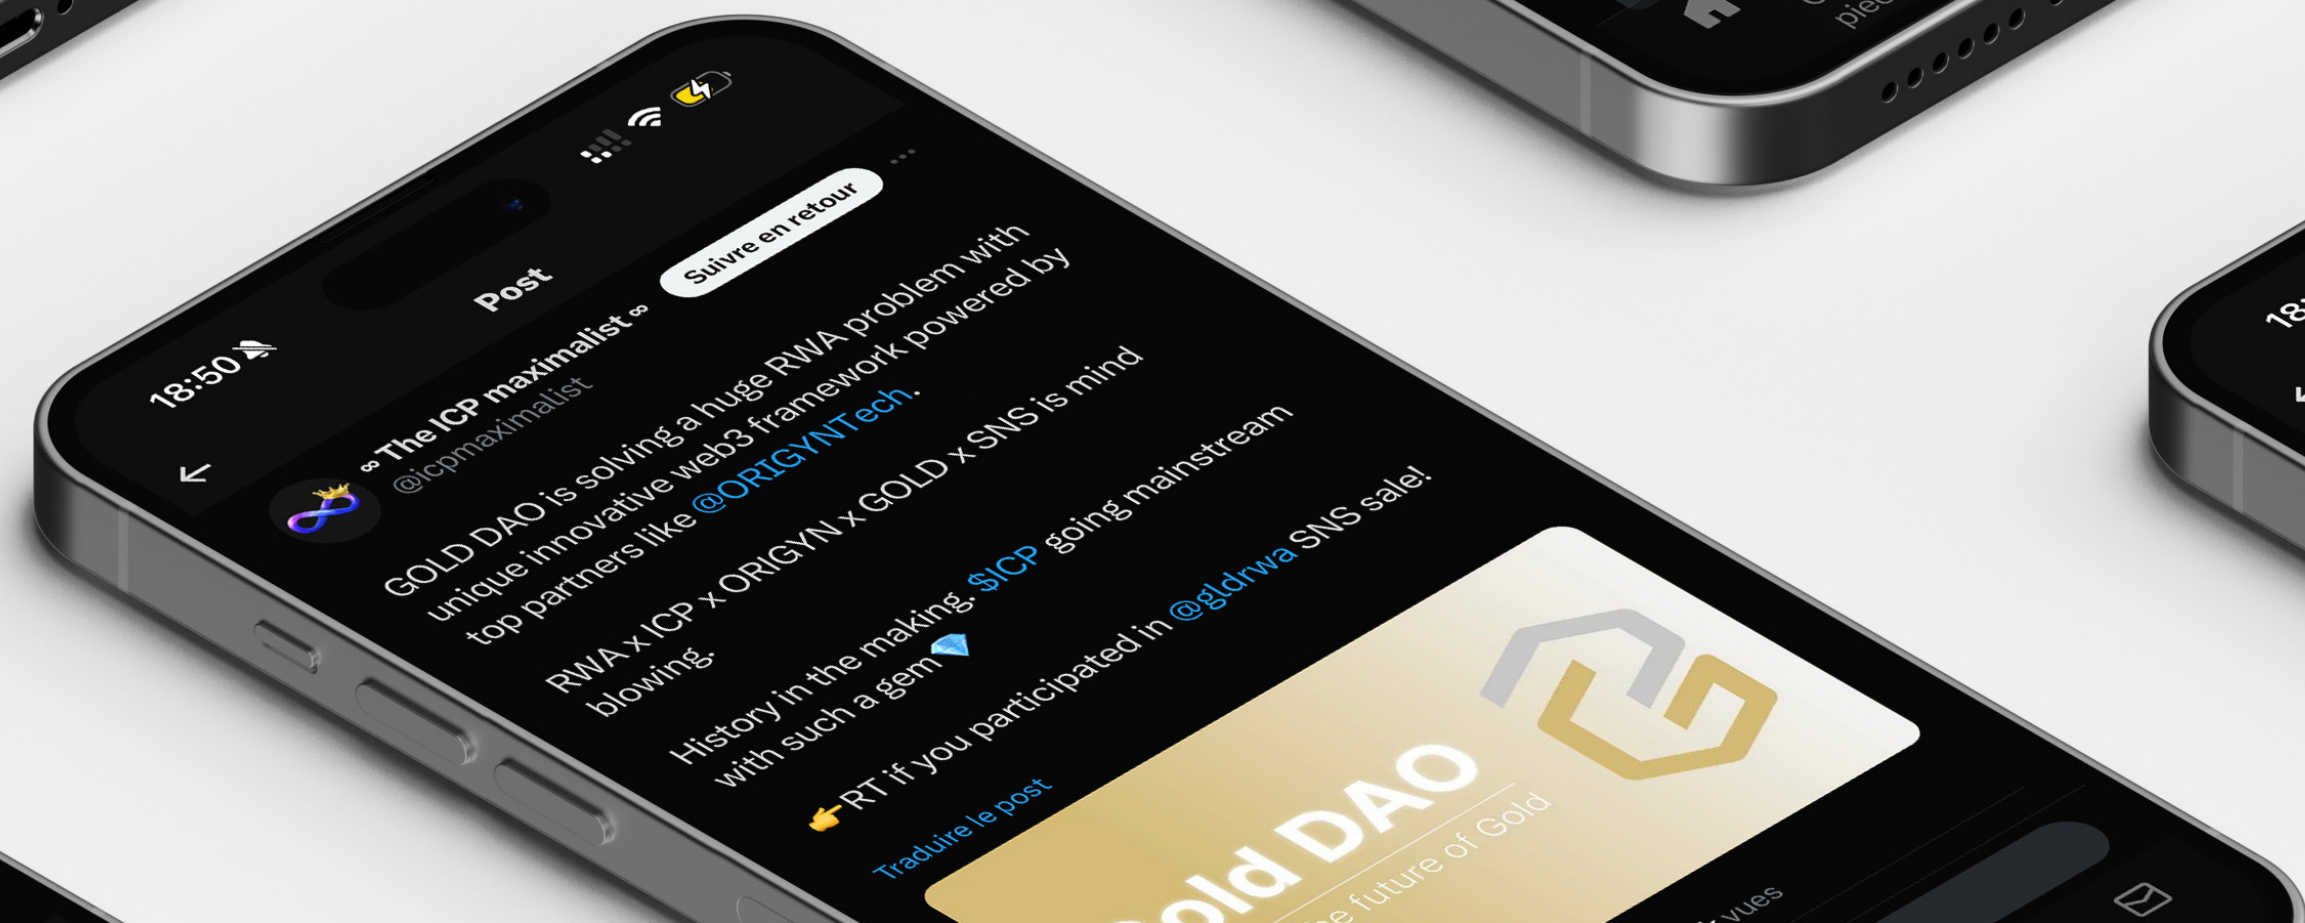 18:50
Post
∞ The ICP maximalist ∞
@icpmaximalist
Suivre en retour
GOLD DAO is solving a huge RWA problem with
unique innovative web3 framework powered by
top partners like @ORIGYNTech.
RWA x ICP x ORIGYN x GOLD x SNS is mind
blowing.
History in the making. $ICP going mainstream
with such a gem💎
👉RT if you participated in @gldrwa SNS sale!
Traduire le post
DAO
future of Gold
vues